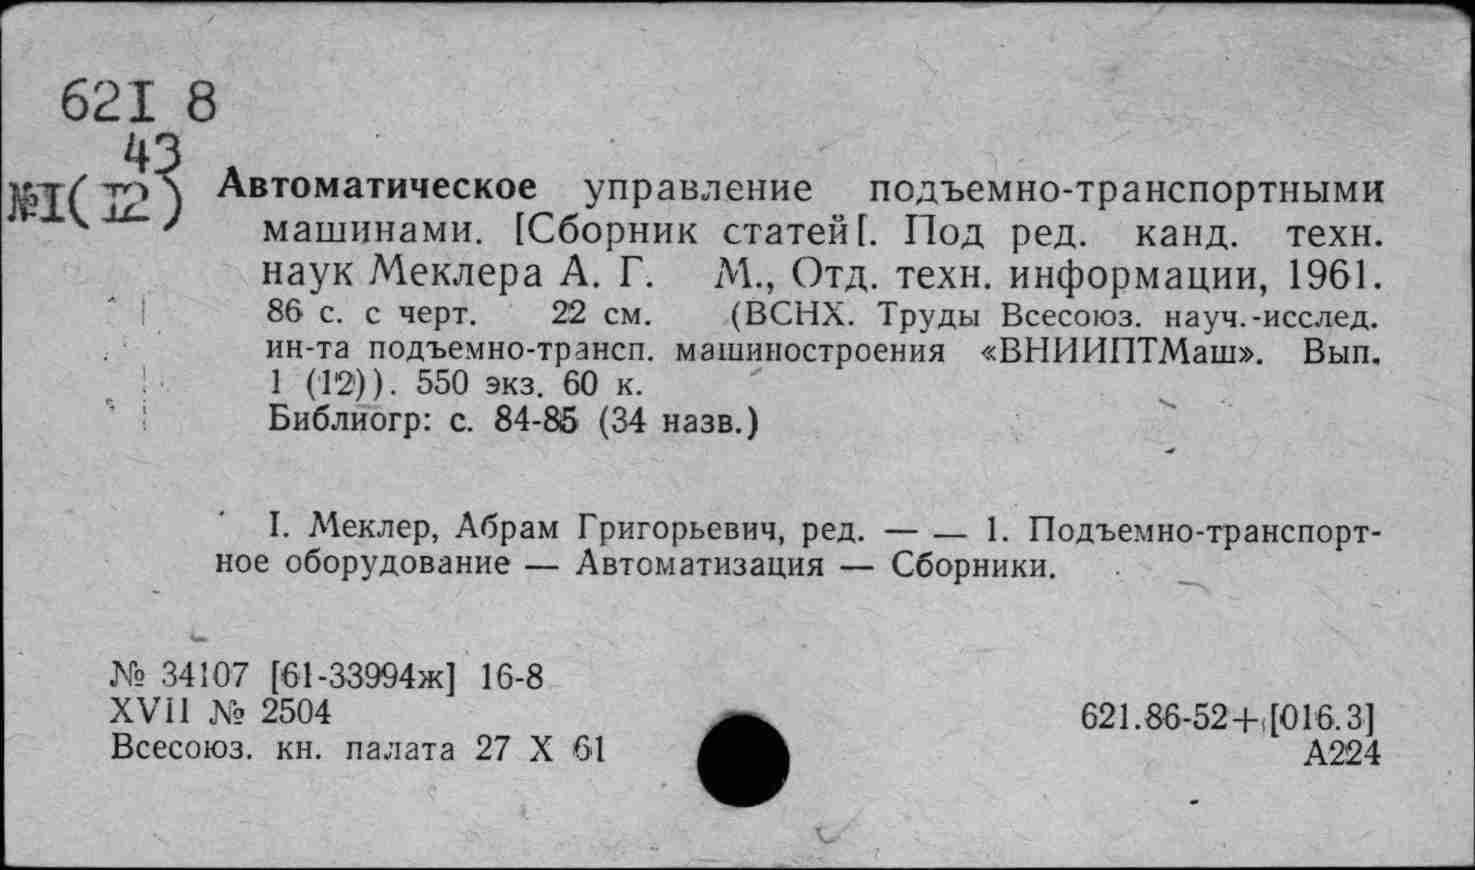 621 8
43
№1(12)
Автоматическое управление подъемно-транспортными
машинами. [Сборник статей[. Под ред. канд. техн.
наук Меклера А. Г. М., Отд. техн. информации, 1961.
86 с. с черт. 22 см. (ВСНХ. Труды Всесоюз. науч.-исслед.
ин-та подъемно-трансп. машиностроения «ВНИИПТМаш». Вып.
1 (12)). 550 экз. 60 к.
Библиогр: с. 84-85 (34 назв.)
I. Меклер, Абрам Григорьевич, ред. — — 1. Подъемно-транспорт-
ное оборудование — Автоматизация — Сборники.
№ 34107 [61-33994ж] 16-8
XVII № 2504
Всесоюз. кн. палата 27 X 61
621.86-52+[016.3]
А224